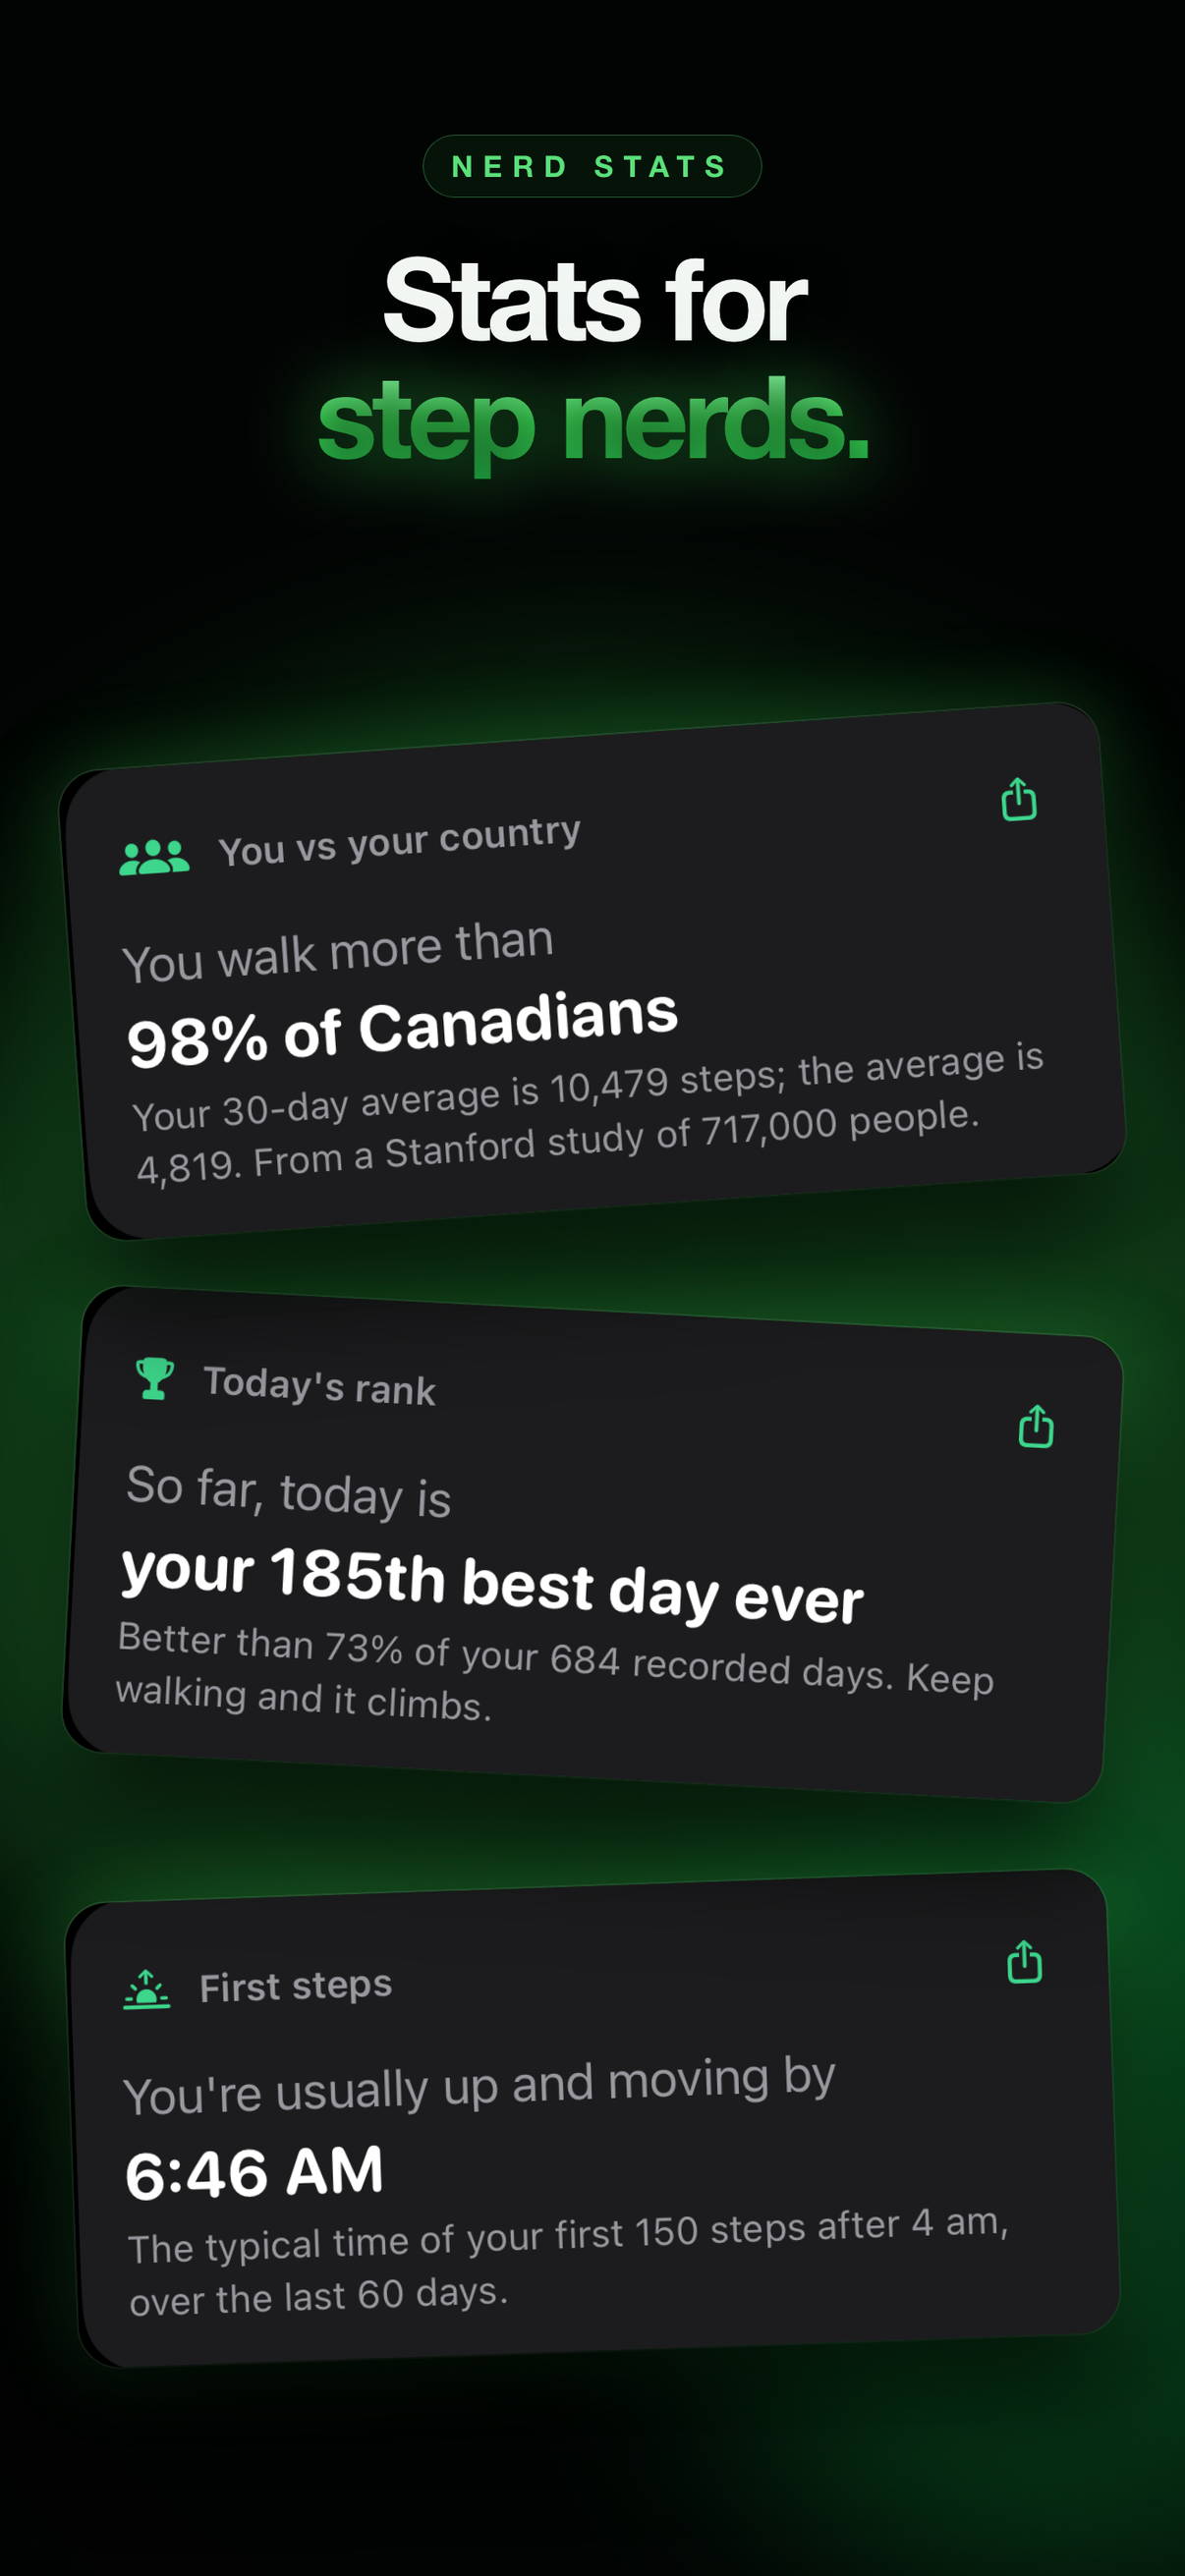 NERD STATS
Stats for
step nerds.
You vs your country
You walk more than
98% of Canadians
Your 30-day average is 10,479 steps; the average is
4,819. From a Stanford study of 717,000 people.
Today's rank
So far, today is
your 185th best day ever
Better than 73% of your 684 recorded days. Keep
walking and it climbs.
First steps
You're usually up and moving by
6:46 AM
The typical time of your first 150 steps after 4 am,
over the last 60 days.